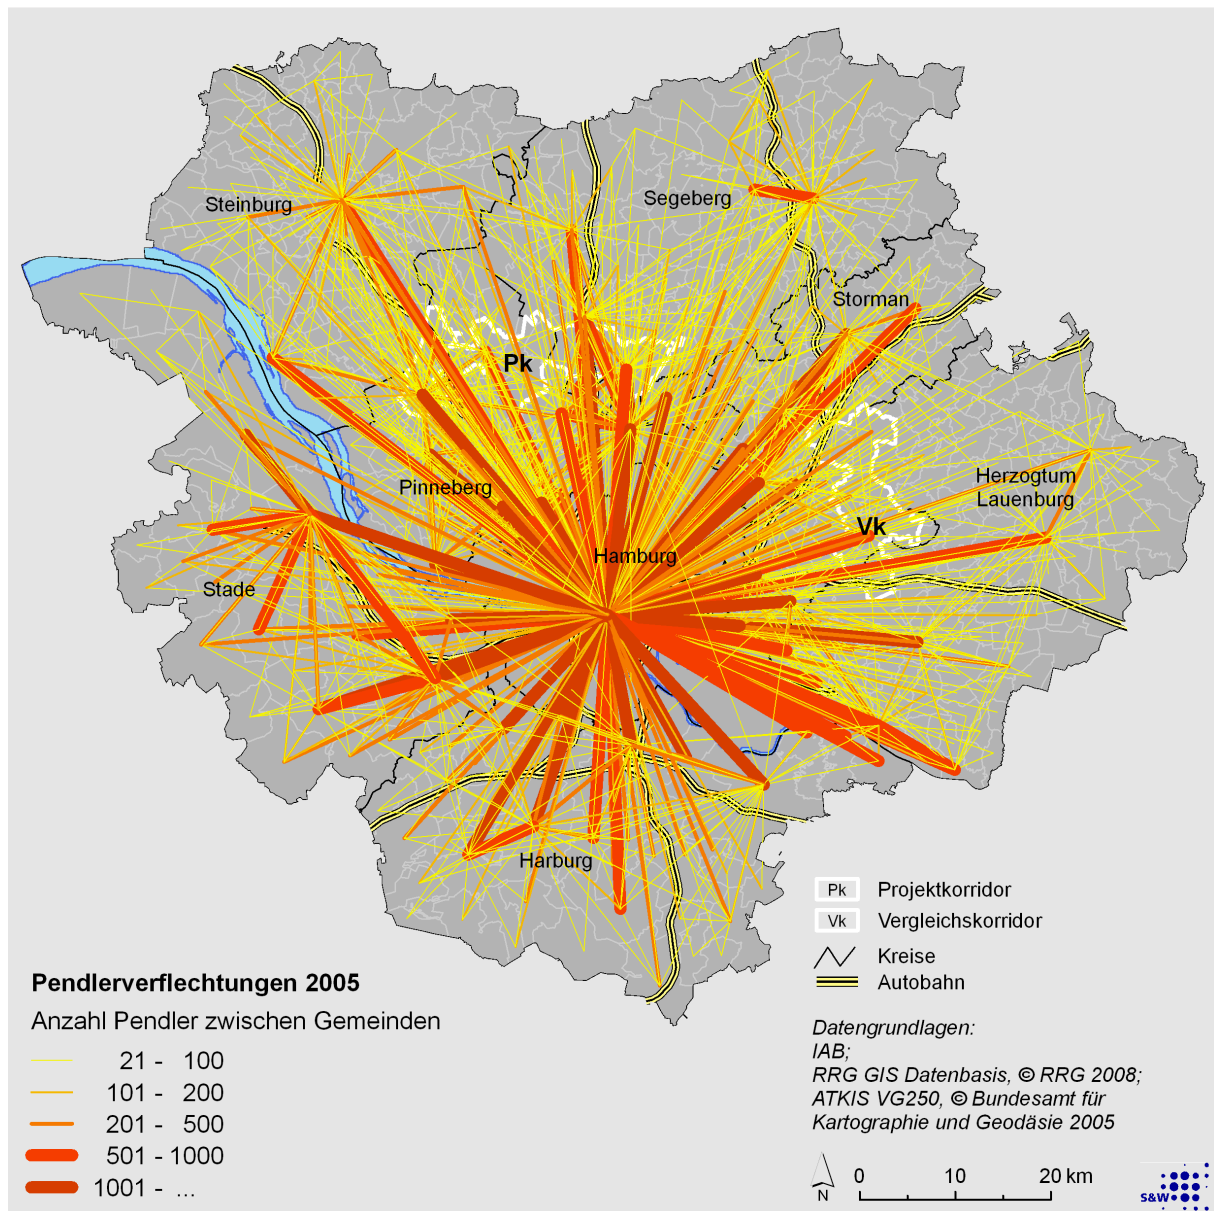 Steinburg
Segeberg
Storman
Pk
Herzogtum
Lauenburg
Pinneberg
Vk
Hamburg
Stade
Harburg
Pk Projektkorridor
Vk Vergleichskorridor
Kreise
Autobahn
Pendlerverflechtungen 2005
Anzahl Pendler zwischen Gemeinden
21 - 100
101 - 200
201 - 500
501 - 1000
1001 - ...
Datengrundlagen:
IAB;
RRG GIS Datenbasis, © RRG 2008;
ATKIS VG250, © Bundesamt für
Kartographie und Geodäsie 2005
N
0 10 20 km
S&W